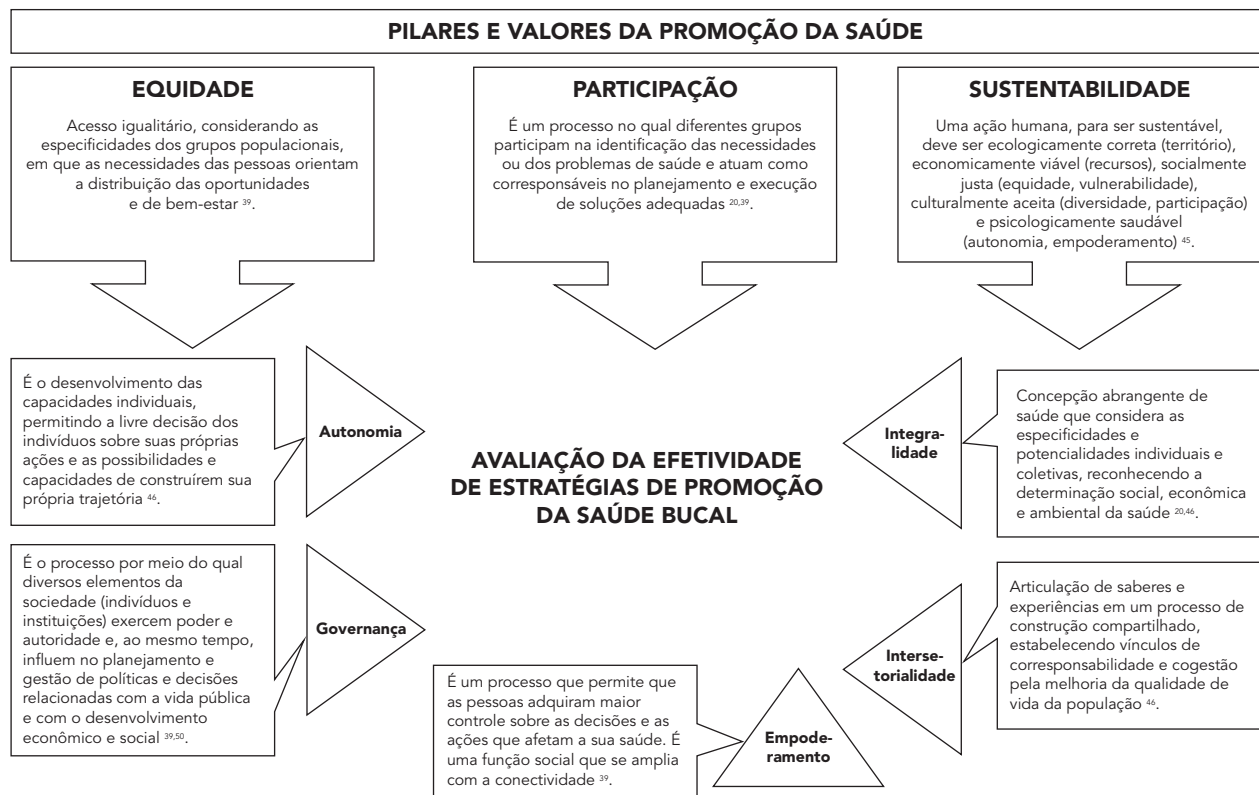 PILARES E VALORES DA PROMOÇÃO DA SAÚDE
EQUIDADE
Acesso igualitário, considerando as
especificidades dos grupos populacionais,
em que as necessidades das pessoas orientam
a distribuição das oportunidades
e de bem-estar 39.
PARTICIPAÇÃO
É um processo no qual diferentes grupos
participam na identificação das necessidades
ou dos problemas de saúde e atuam como
corresponsáveis no planejamento e execução
de soluções adequadas 20,39.
SUSTENTABILIDADE
Uma ação humana, para ser sustentável,
deve ser ecologicamente correta (território),
economicamente viável (recursos), socialmente
justa (equidade, vulnerabilidade),
culturalmente aceita (diversidade, participação)
e psicologicamente saudável
(autonomia, empoderamento) 45.
É o desenvolvimento das
capacidades individuais,
permitindo a livre decisão dos
indivíduos sobre suas próprias
ações e as possibilidades e
capacidades de construírem sua
própria trajetória 46.
Autonomia
AVALIAÇÃO DA EFETIVIDADE
DE ESTRATÉGIAS DE PROMOÇÃO
DA SAÚDE BUCAL
Integra-
lidade
Concepção abrangente de
saúde que considera as
especificidades e
potencialidades individuais e
coletivas, reconhecendo a
determinação social, econômica
e ambiental da saúde 20,46.
É o processo por meio do qual
diversos elementos da
sociedade (indivíduos e
instituições) exercem poder e
autoridade e, ao mesmo tempo,
influem no planejamento e
gestão de políticas e decisões
relacionadas com a vida pública
e com o desenvolvimento
econômico e social 39,50.
Governança
É um processo que permite que
as pessoas adquiram maior
controle sobre as decisões e as
ações que afetam a sua saúde. É
uma função social que se amplia
com a conectividade 39.
Empode-
ramento
Interse-
torialidade
Articulação de saberes e
experiências em um processo de
construção compartilhado,
estabelecendo vínculos de
corresponsabilidade e cogestão
pela melhoria da qualidade de
vida da população 46.